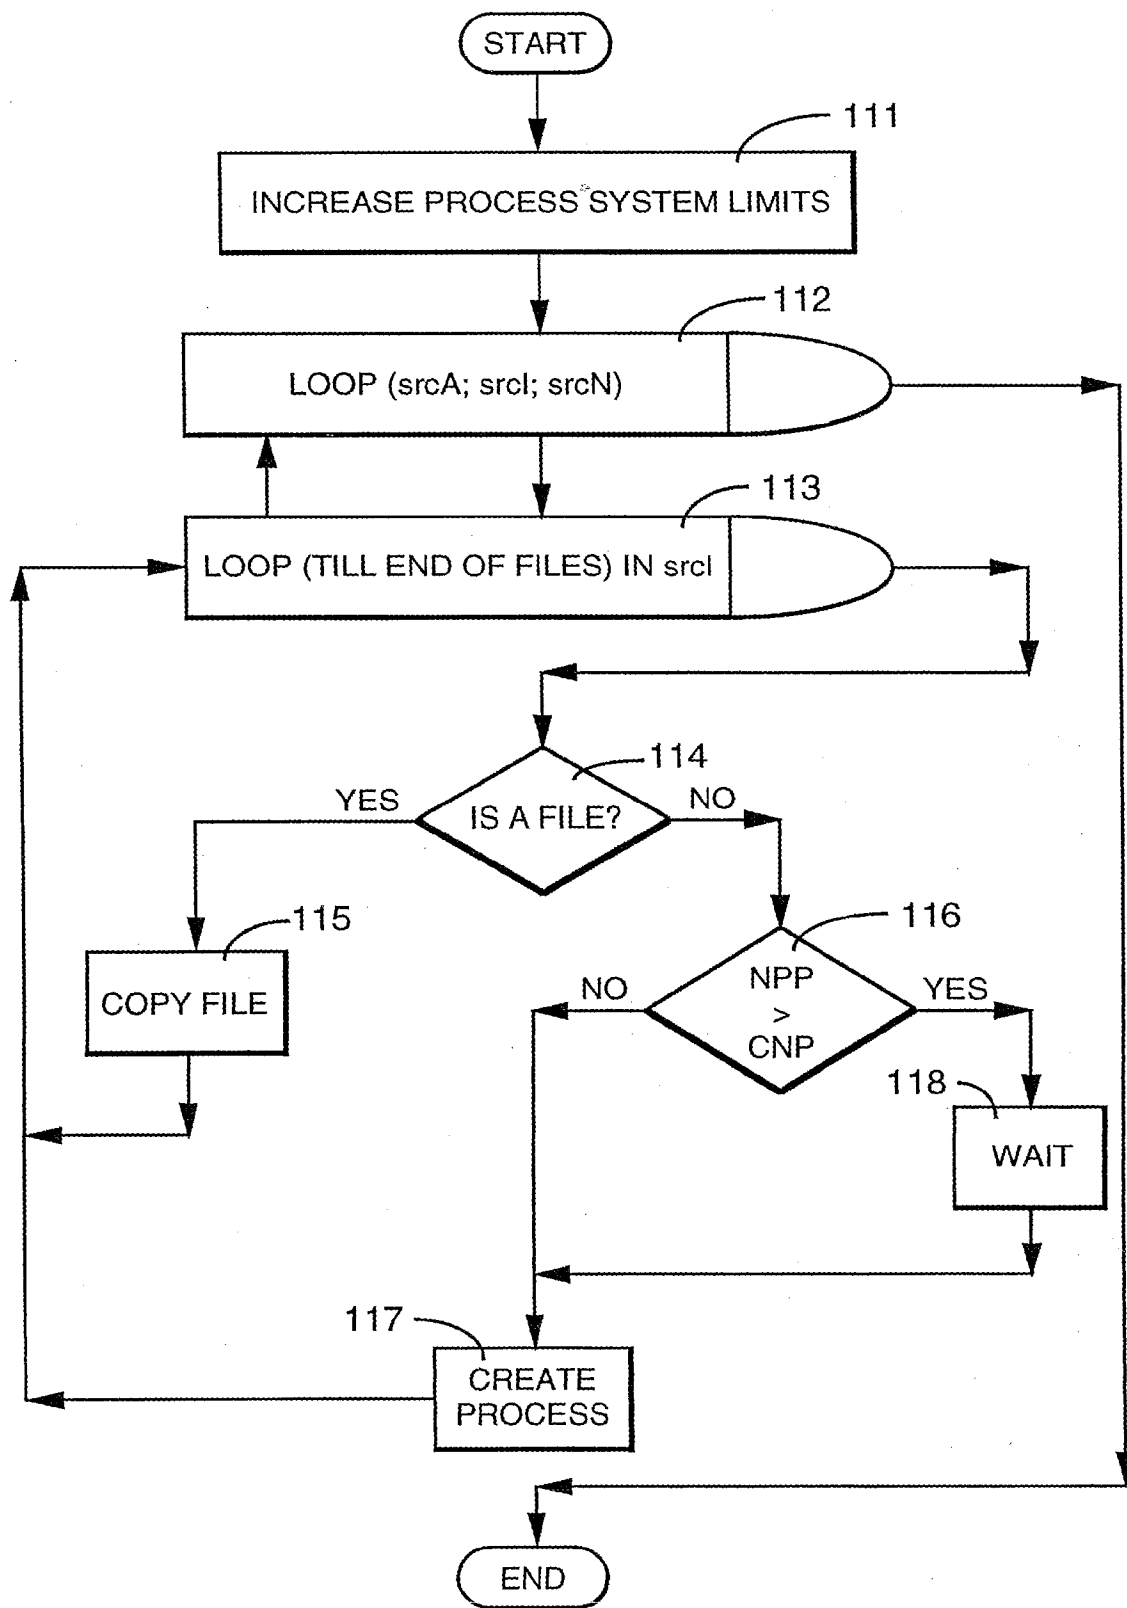 START
111
INCREASE PROCESS SYSTEM LIMITS
112
LOOP (srcA; srcI; srcN)
113
LOOP (TILL END OF FILES) IN srcI
114
YES
IS A FILE?
NO
115
COPY FILE
116
NO
NPP
>
CNP
YES
118
WAIT
117
CREATE
PROCESS
END